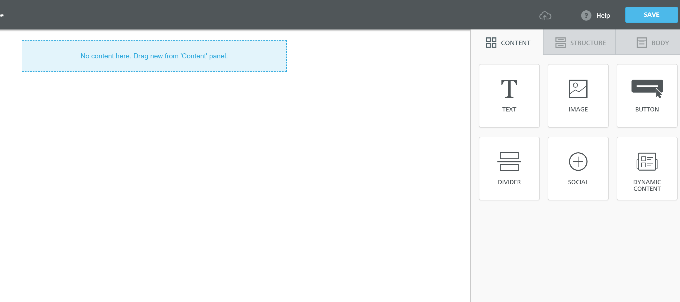 ? Help
SAVE
No content here. Drag new from 'Content' panel
CONTENT
STRUCTURE
BODY
T
TEXT
IMAGE
BUTTON
DIVIDER
SOCIAL
DYNAMIC
CONTENT